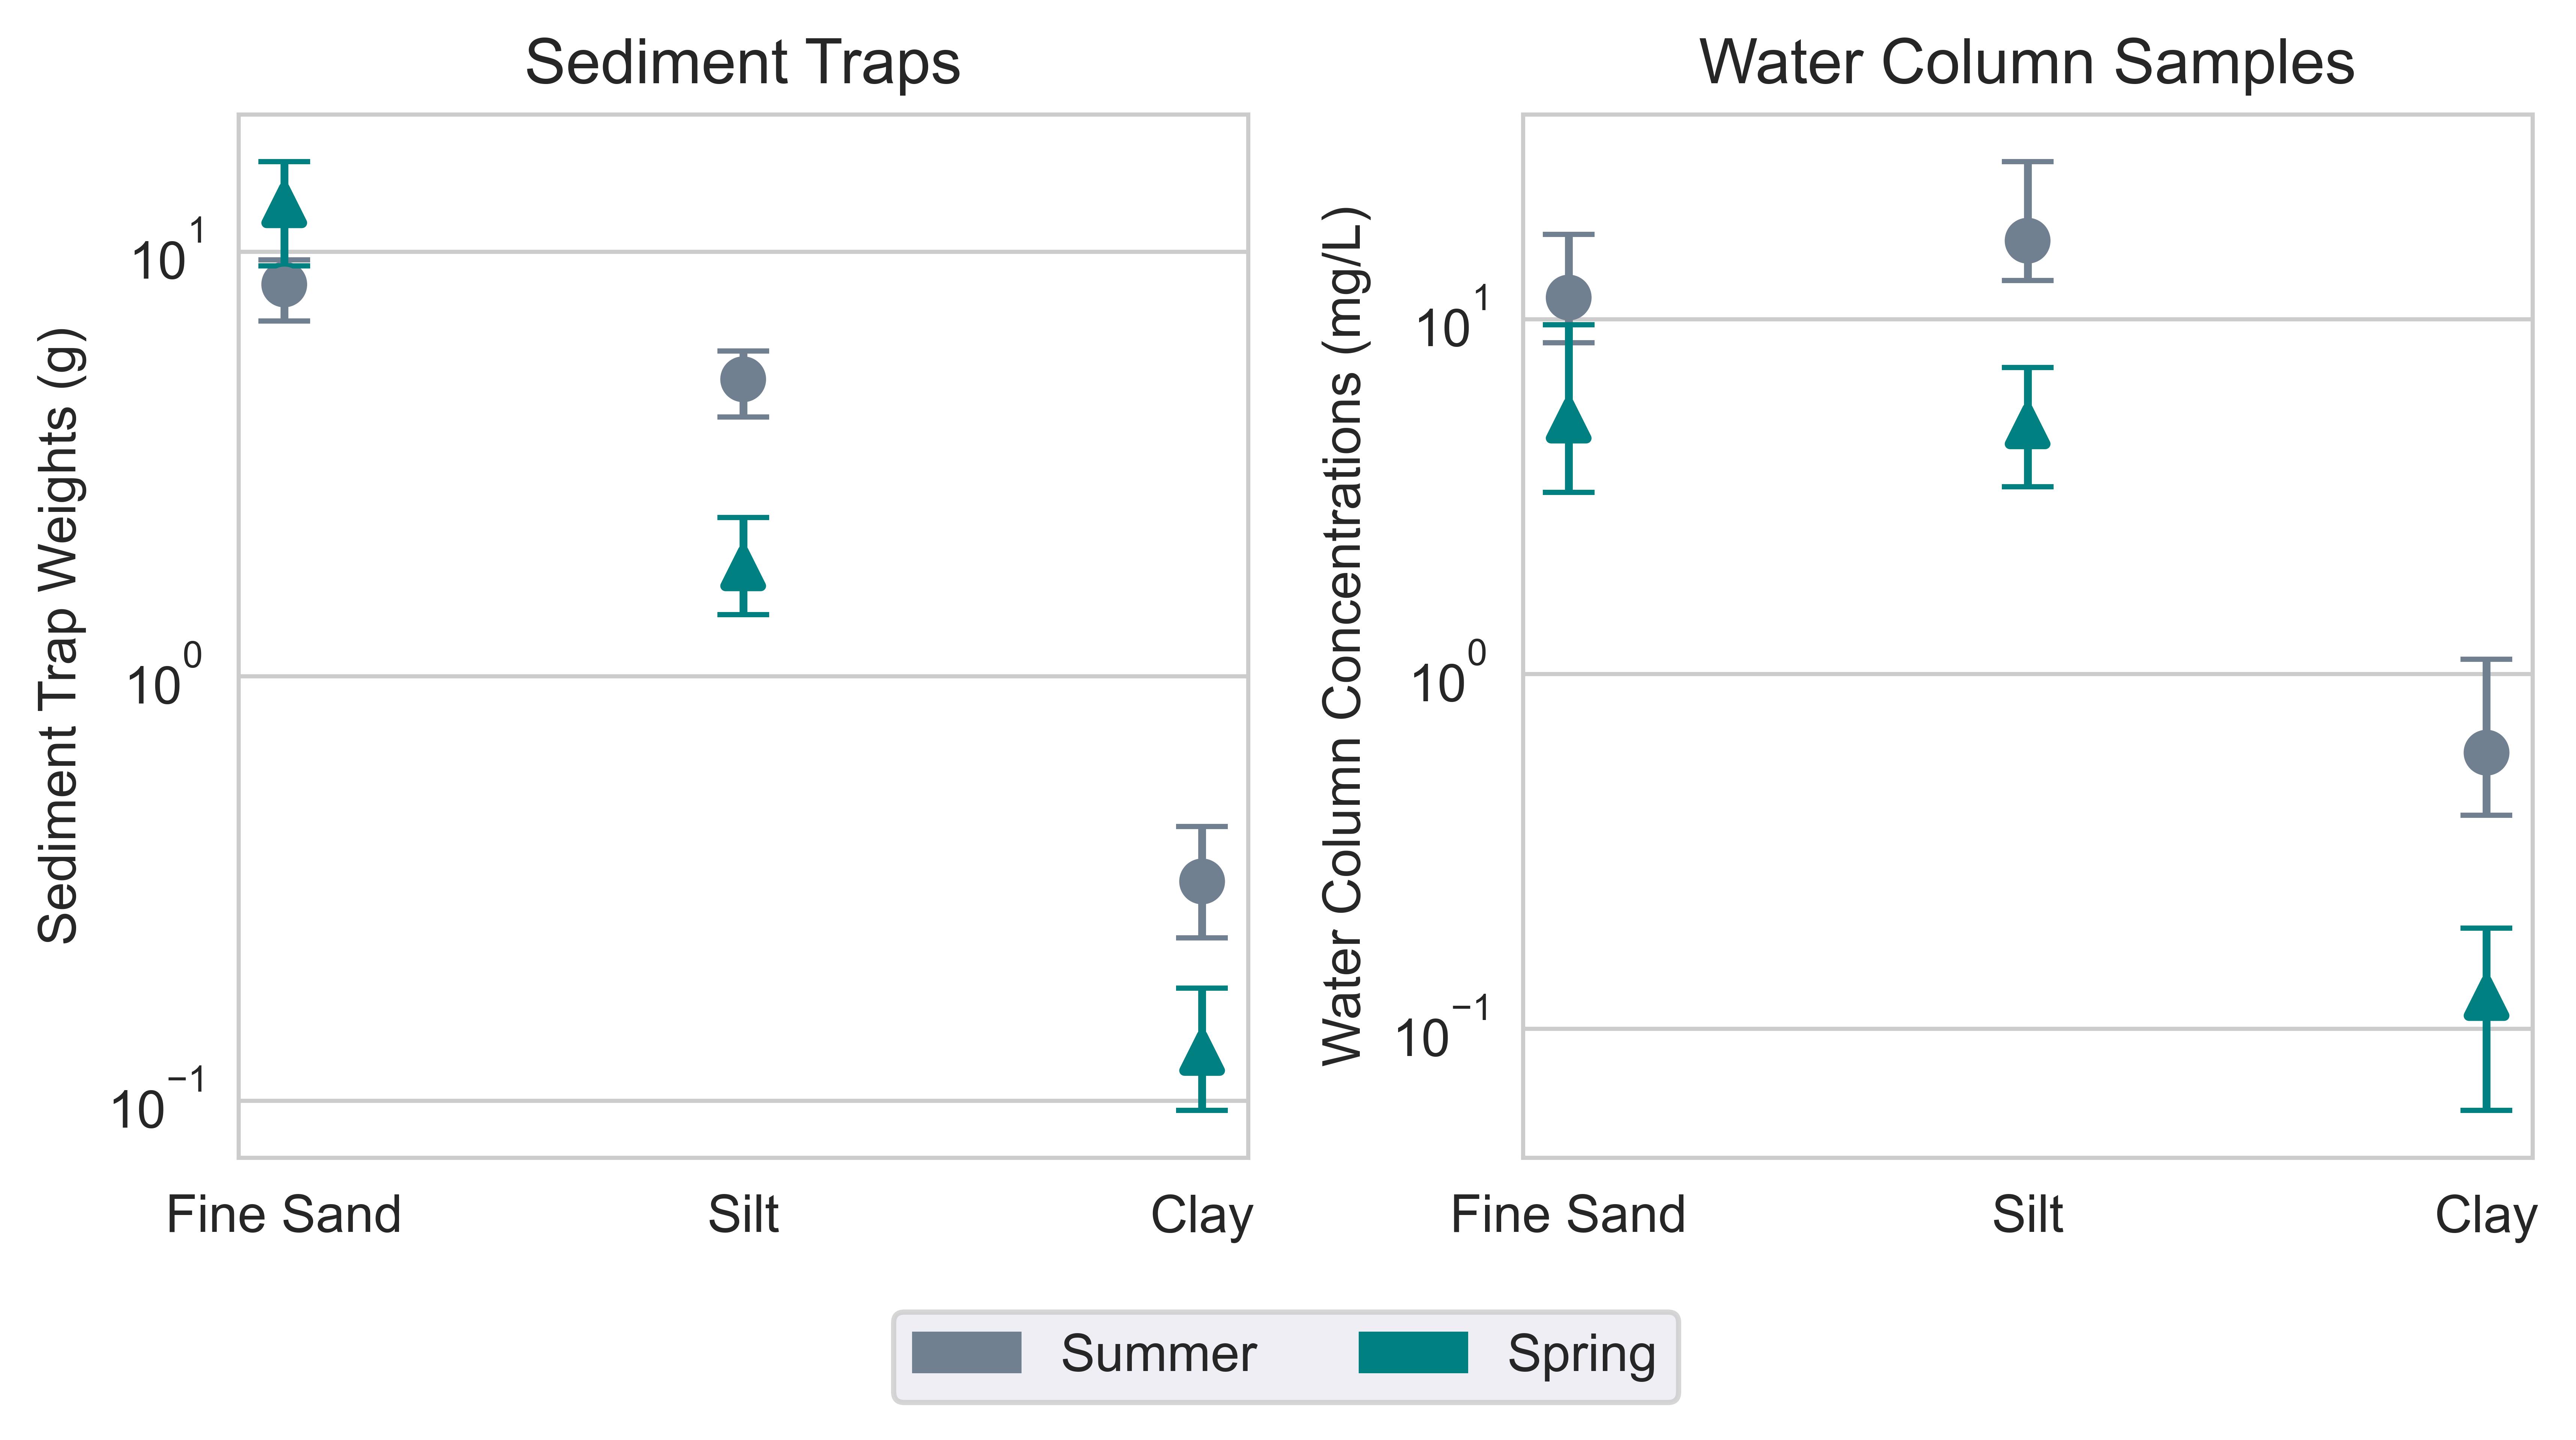 Sediment Traps
Sediment Trap Weights (g)
10^1
10^0
10^−1
Fine Sand
Silt
Clay
Water Column Samples
Water Column Concentrations (mg/L)
10^1
10^0
10^−1
Fine Sand
Silt
Clay
Summer
Spring